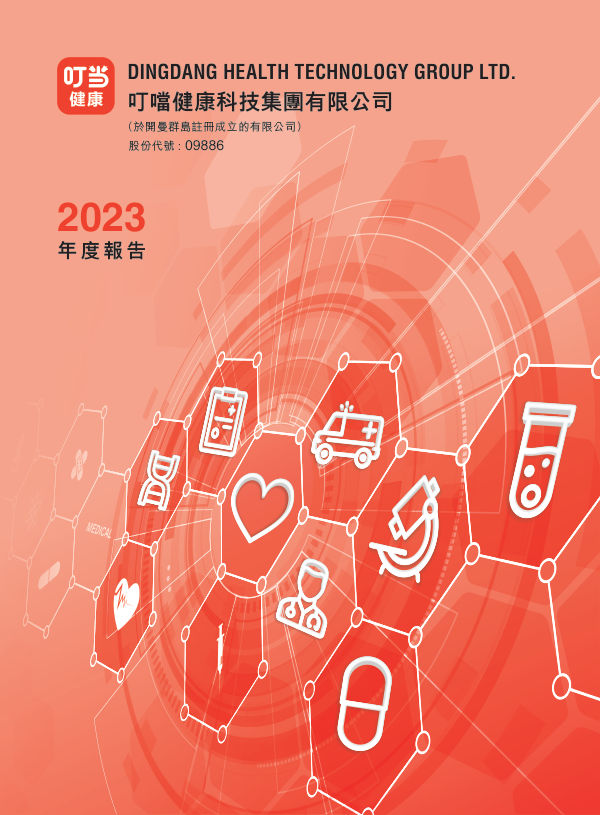 叮当
健康
DINGDANG HEALTH TECHNOLOGY GROUP LTD.
叮噹健康科技集團有限公司
(於開曼群島註冊成立的有限公司)
股份代號 : 09886
2023
年度報告
MEDICAL